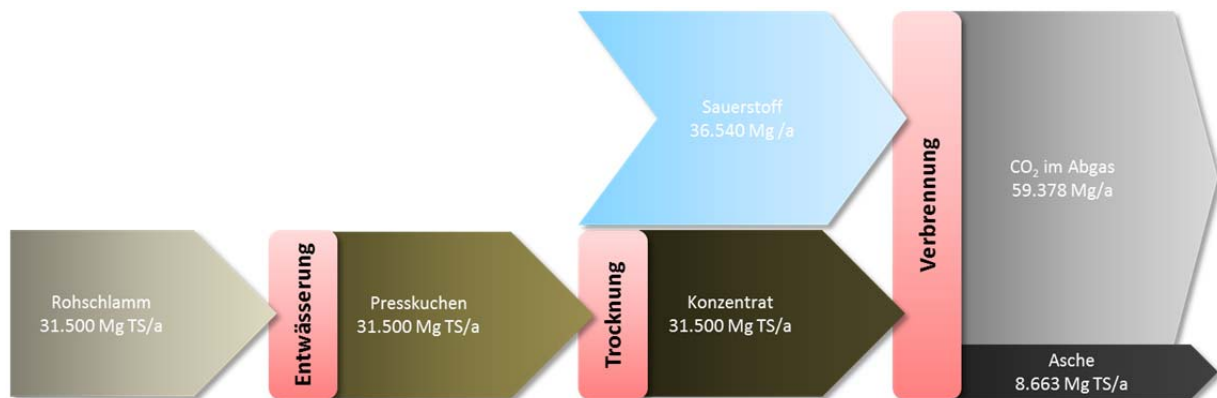 Sauerstoff
36.540 Mg /a
CO₂ im Abgas
59.378 Mg/a
Verbrennung
Rohschlamm
31.500 Mg TS/a
Entwässerung
Presskuchen
31.500 Mg TS/a
Trocknung
Konzentrat
31.500 Mg TS/a
Asche
8.663 Mg TS/a